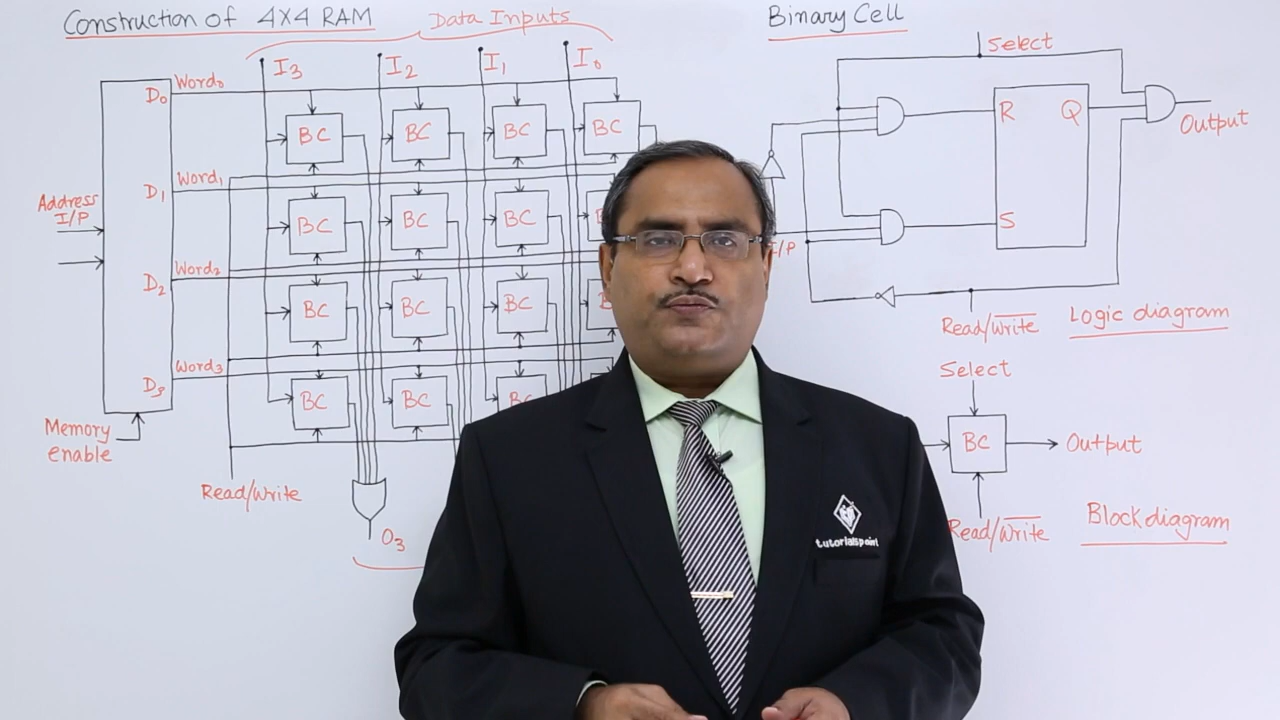 Construction of 4X4 RAM
Data Inputs
I3
I2
I1
I0
D0
Word0
BC
BC
BC
BC
D1
Word1
Address
I/P
BC
BC
BC
D2
Word2
BC
BC
BC
D3
Word3
BC
BC
BC
Memory
enable
Read/Write
O3
Binary Cell
Select
R
Q
Output
S
I/P
Read/Write
Logic diagram
Select
BC
Output
Read/Write
Block diagram
tutorialspoint